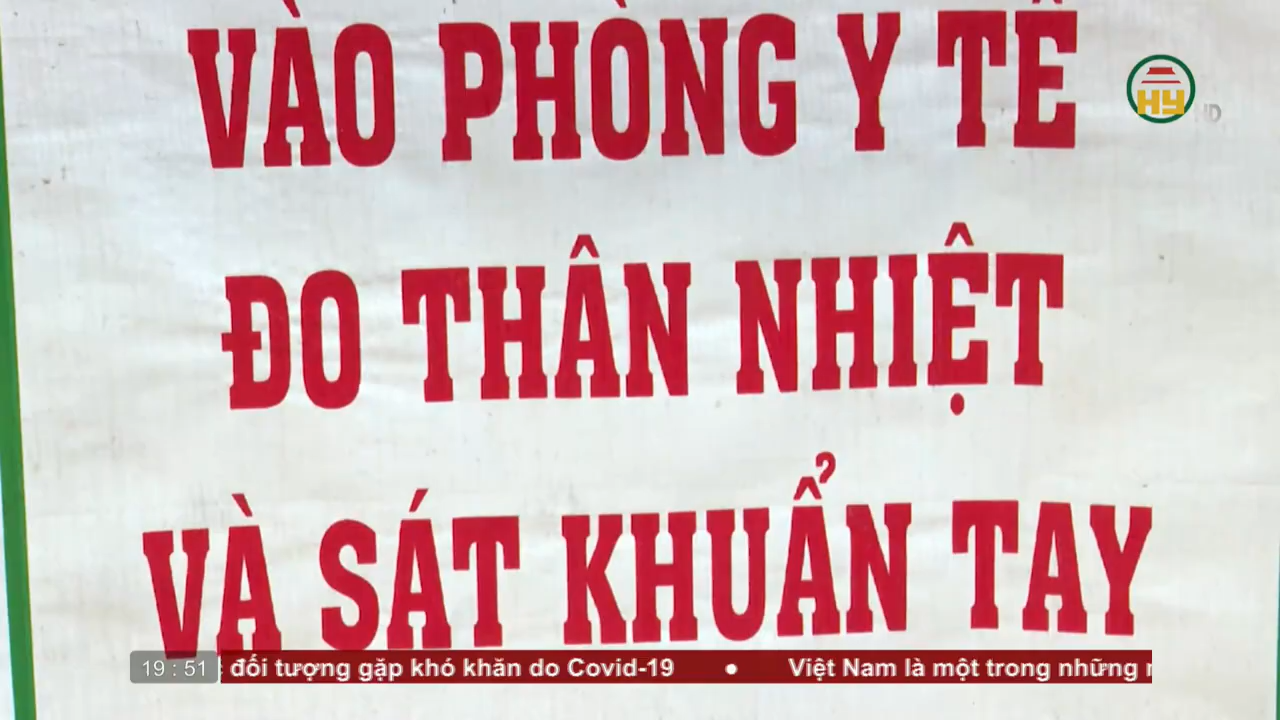 VÀO PHÒNG Y TẾ
HY
ĐO THÂN NHIỆT
VÀ SÁT KHUẨN TAY
19:51 đối tượng gặp khó khăn do Covid-19 • Việt Nam là một trong những